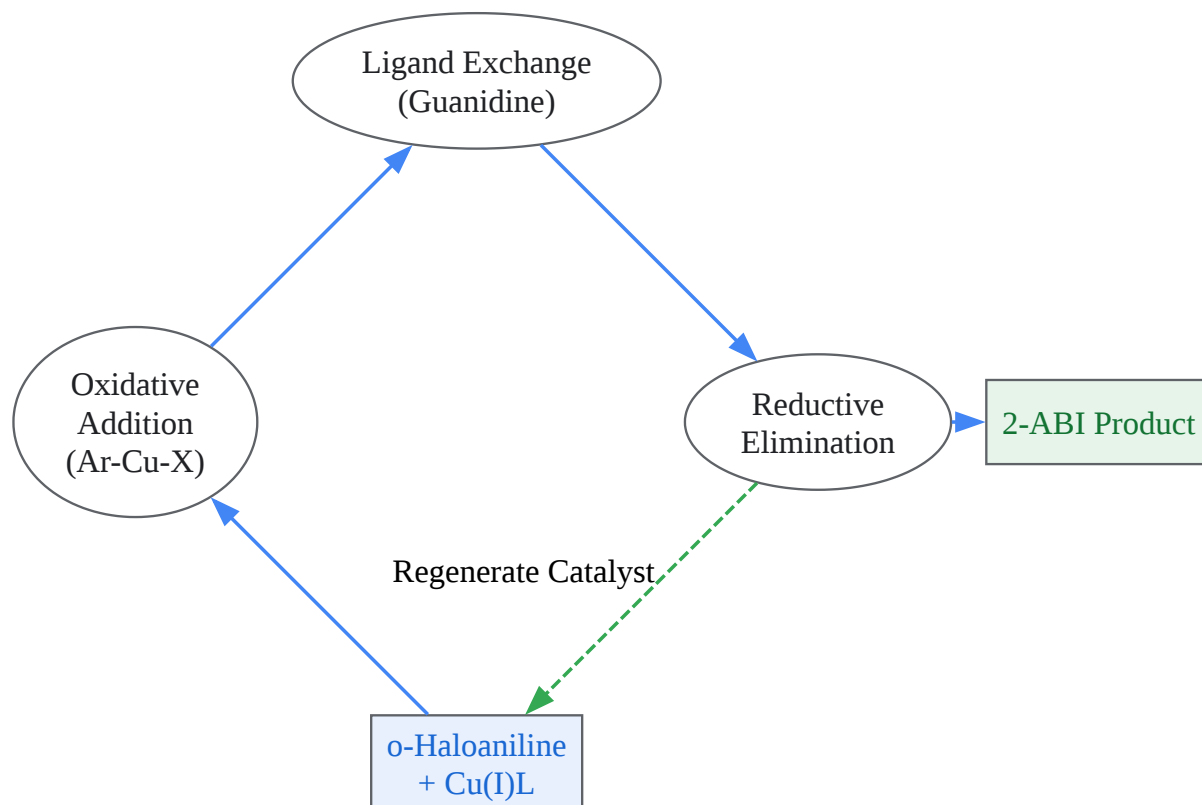 Ligand Exchange
(Guanidine)
Oxidative
Addition
(Ar-Cu-X)
Reductive
Elimination
2-ABI Product
Regenerate Catalyst
o-Haloaniline
+ Cu(I)L